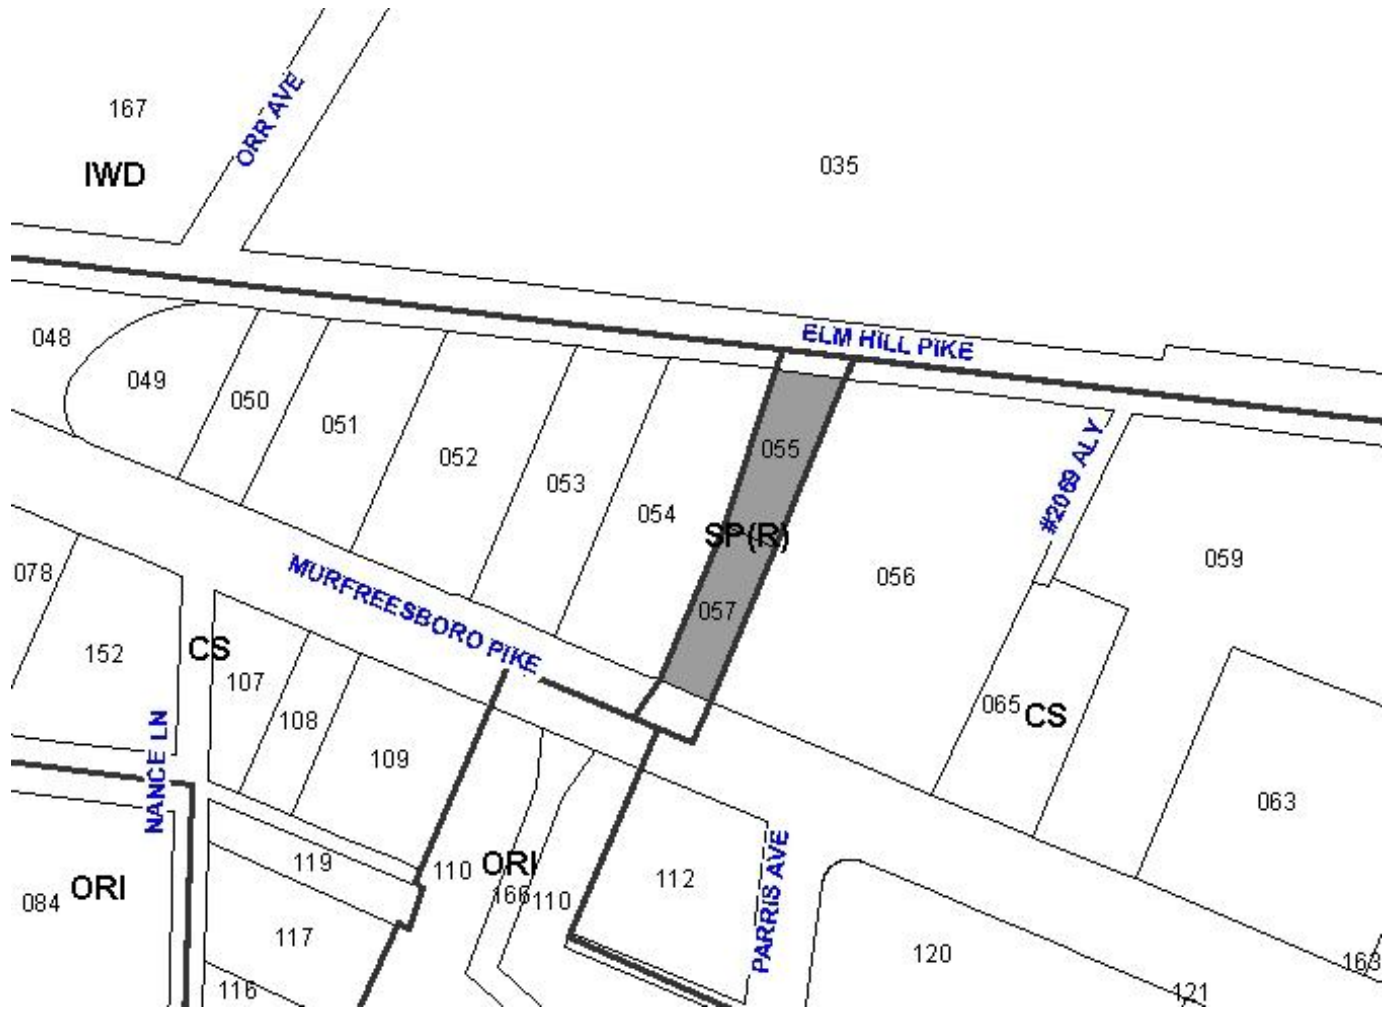 167
ORR AVE
IWD
035
ELM HILL PIKE
048
049
050
051
052
053
054
055
SP(R)
057
056
#2069 ALY
059
078
152
MURFREESBORO PIKE
CS
107
108
109
NANCE LN
065
CS
063
084
ORI
119
117
116
110
ORI
166
110
112
PARRIS AVE
120
121
163